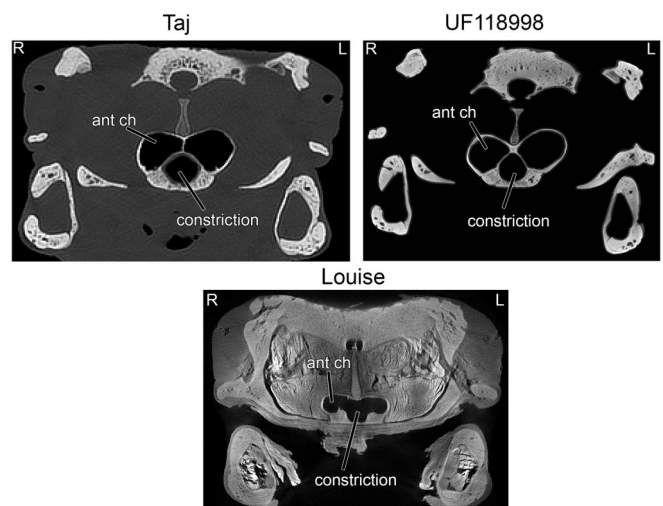 Taj
UF118998
R
L
R
L
ant ch
ant ch
constriction
constriction
Louise
R
L
ant ch
constriction